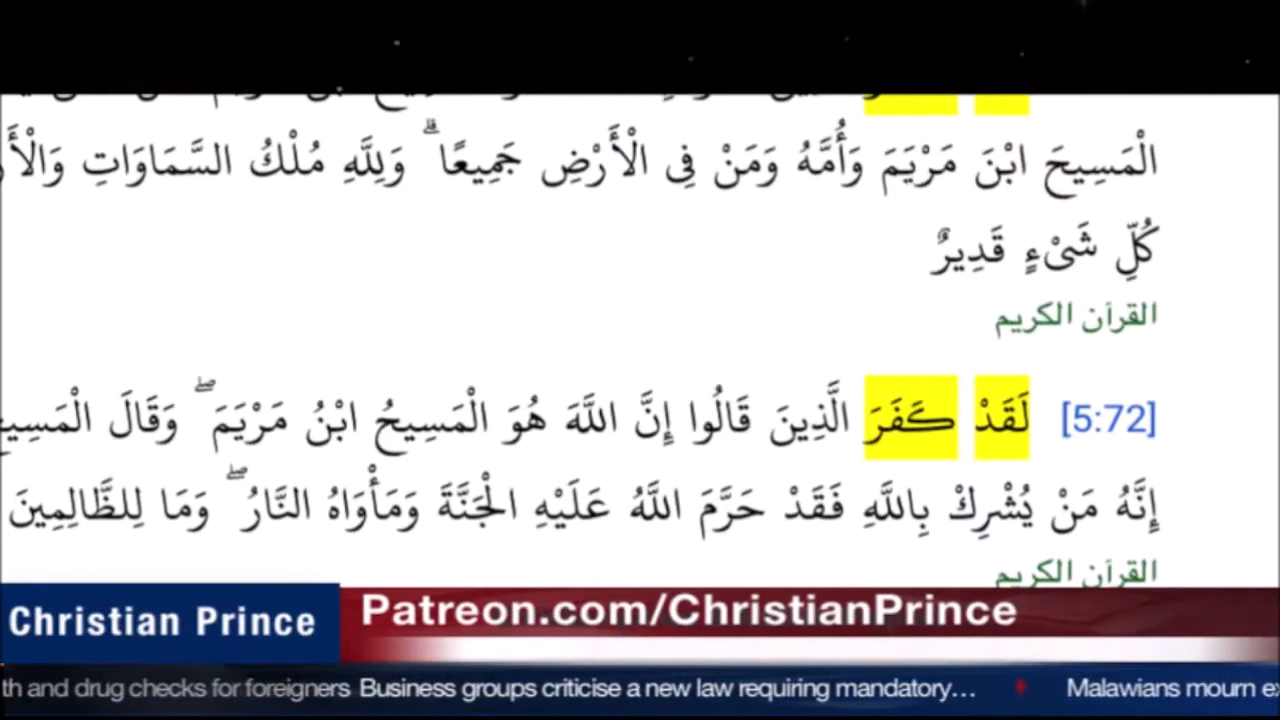 الْمَسِيحَ ابْنَ مَرْيَمَ وَأُمَّهُ وَمَنْ فِى الْأَرْضِ جَمِيعًا ۗ وَلِلَّهِ مُلْكُ السَّمَاوَاتِ
كُلِّ شَىْءٍ قَدِيرٌ
القرآن الكريم
[5:72] لَقَدْ كَفَرَ الَّذِينَ قَالُوا إِنَّ اللَّهَ هُوَ الْمَسِيحُ ابْنُ مَرْيَمَ ۖ وَقَالَ
إِنَّهُ مَنْ يُشْرِكْ بِاللَّهِ فَقَدْ حَرَّمَ اللَّهُ عَلَيْهِ الْجَنَّةَ وَمَأْوَاهُ النَّارُ ۖ وَمَا لِلظَّالِمِينَ
القرآن الكريم
Christian Prince
Patreon.com/ChristianPrince
th and drug checks for foreigners Business groups criticise a new law requiring mandatory... Malawians mourn ex